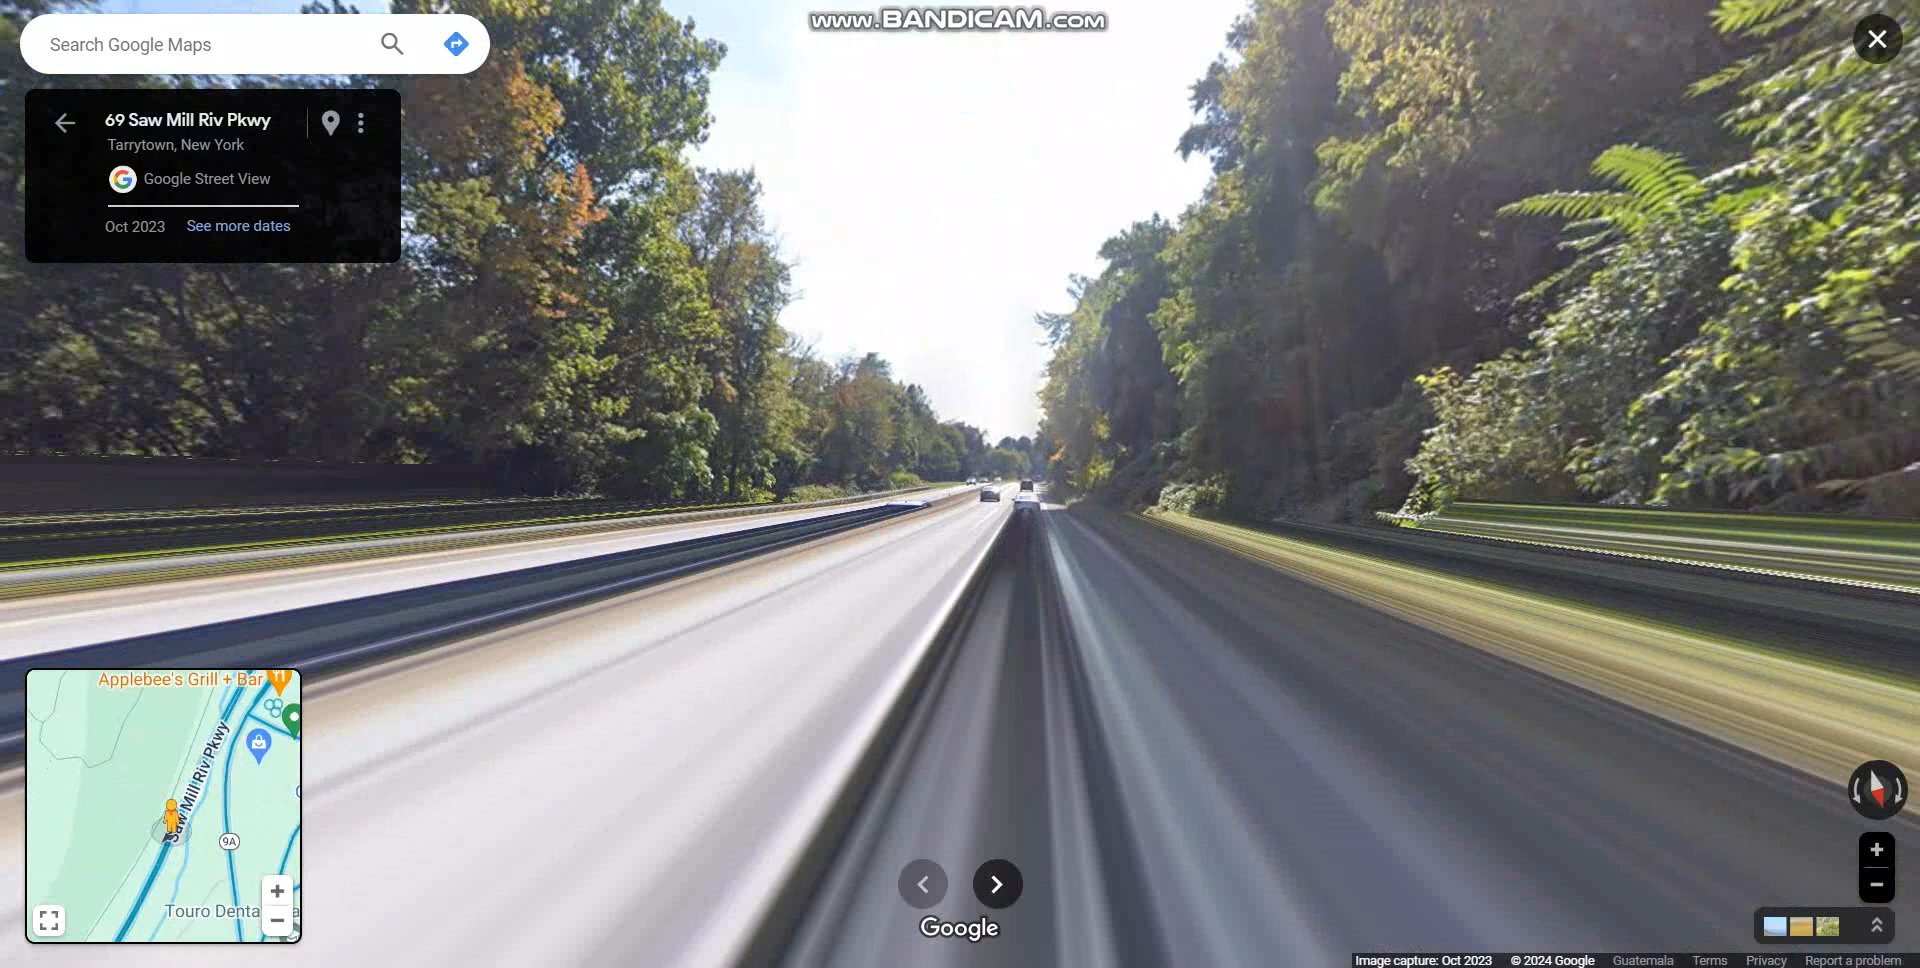 www.BANDICAM.com
Search Google Maps
69 Saw Mill Riv Pkwy
Tarrytown, New York
Google Street View
Oct 2023 See more dates
Applebee's Grill + Bar
Saw Mill Riv Pkwy
9A
Touro Denta
Google
Image capture: Oct 2023 © 2024 Google Guatemala Terms Privacy Report a problem